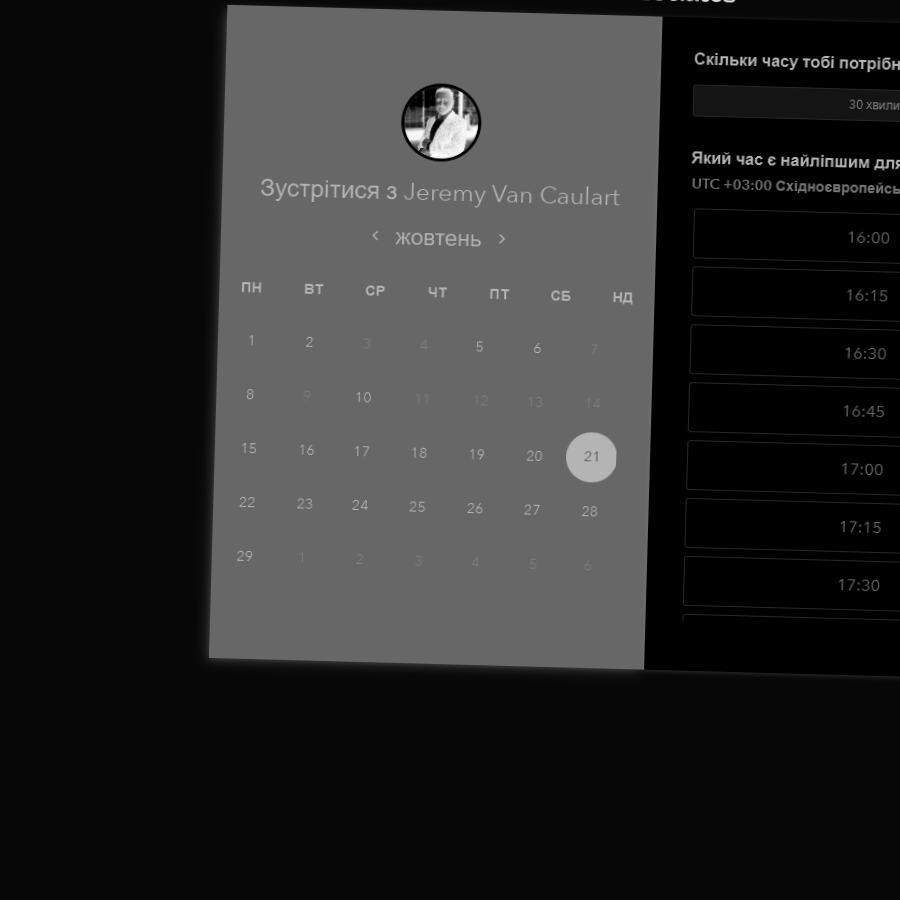 Зустрітися з Jeremy Van Caulart
‹ жовтень ›
ПН ВТ СР ЧТ ПТ СБ НД
1 2 3 4 5 6 7
8 9 10 11 12 13 14
15 16 17 18 19 20 21
22 23 24 25 26 27 28
29 1 2 3 4 5 6
Скільки часу тобі
30
Який час є найліпшим для
UTC +03:00
16:00
16:15
16:30
16:45
17:00
17:15
17:30